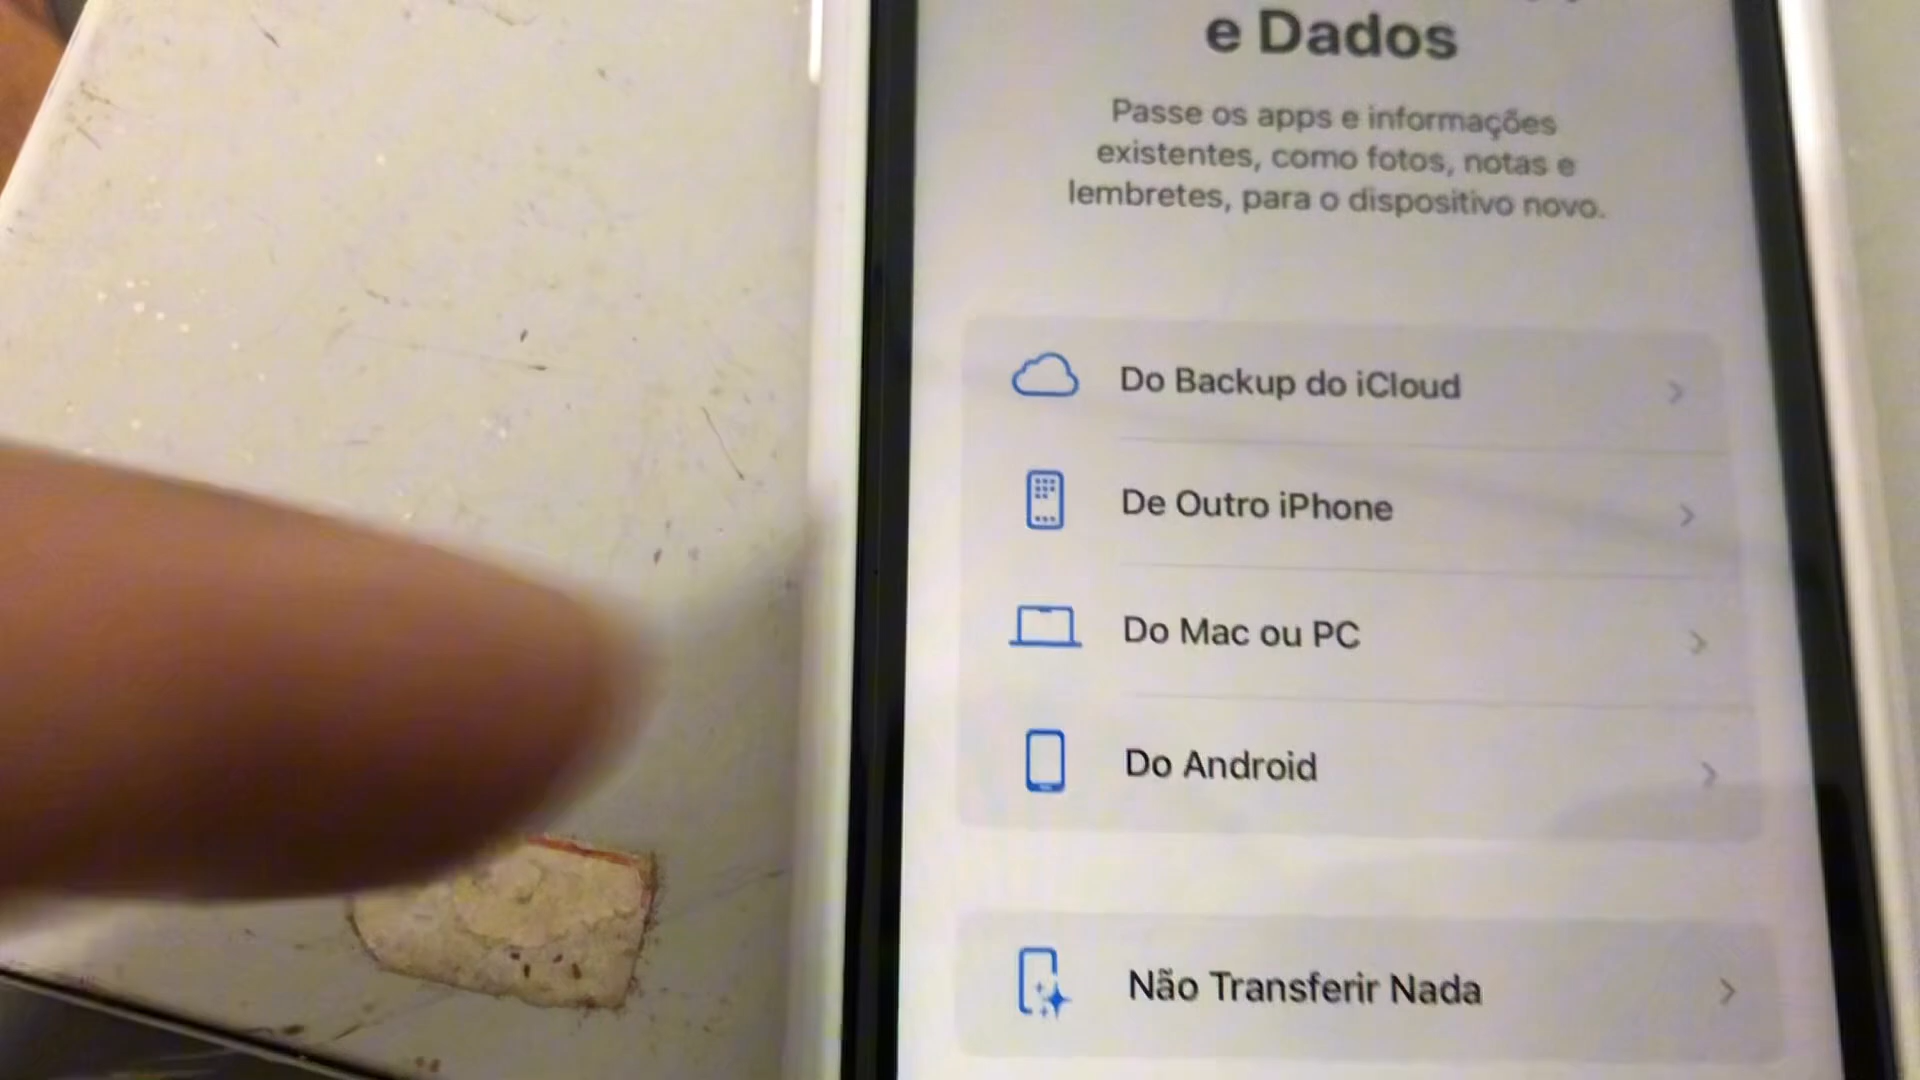 e Dados
Passe os apps e informações
existentes, como fotos, notas e
lembretes, para o dispositivo novo.
Do Backup do iCloud
De Outro iPhone
Do Mac ou PC
Do Android
Não Transferir Nada